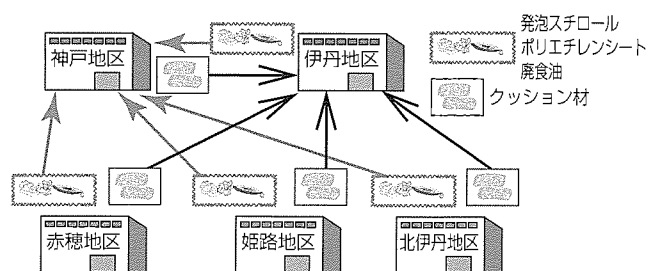 発泡スチロール
ポリエチレンシート
廃食油
クッション材
神戸地区
伊丹地区
赤穂地区
姫路地区
北伊丹地区